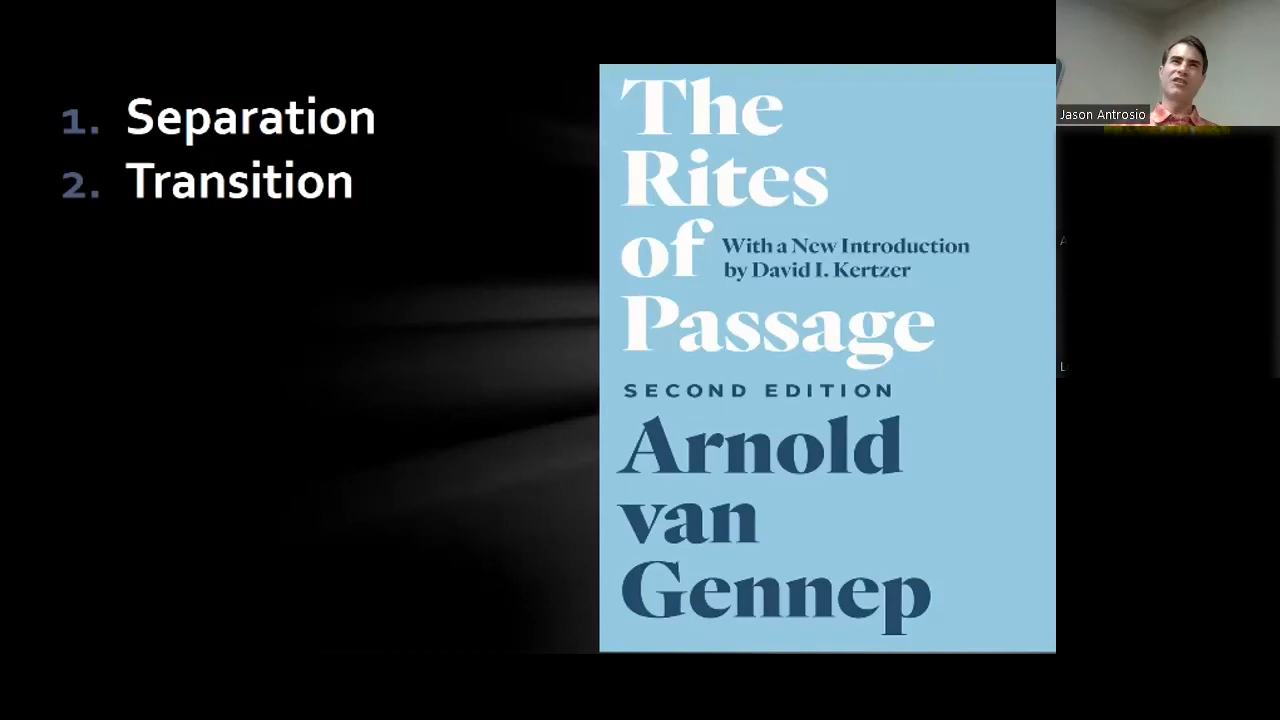 1. Separation
2. Transition
The
Rites
of
With a New Introduction
by David I. Kertzer
Passage
SECOND EDITION
Arnold
van
Gennep
Jason Antrosio
A
L